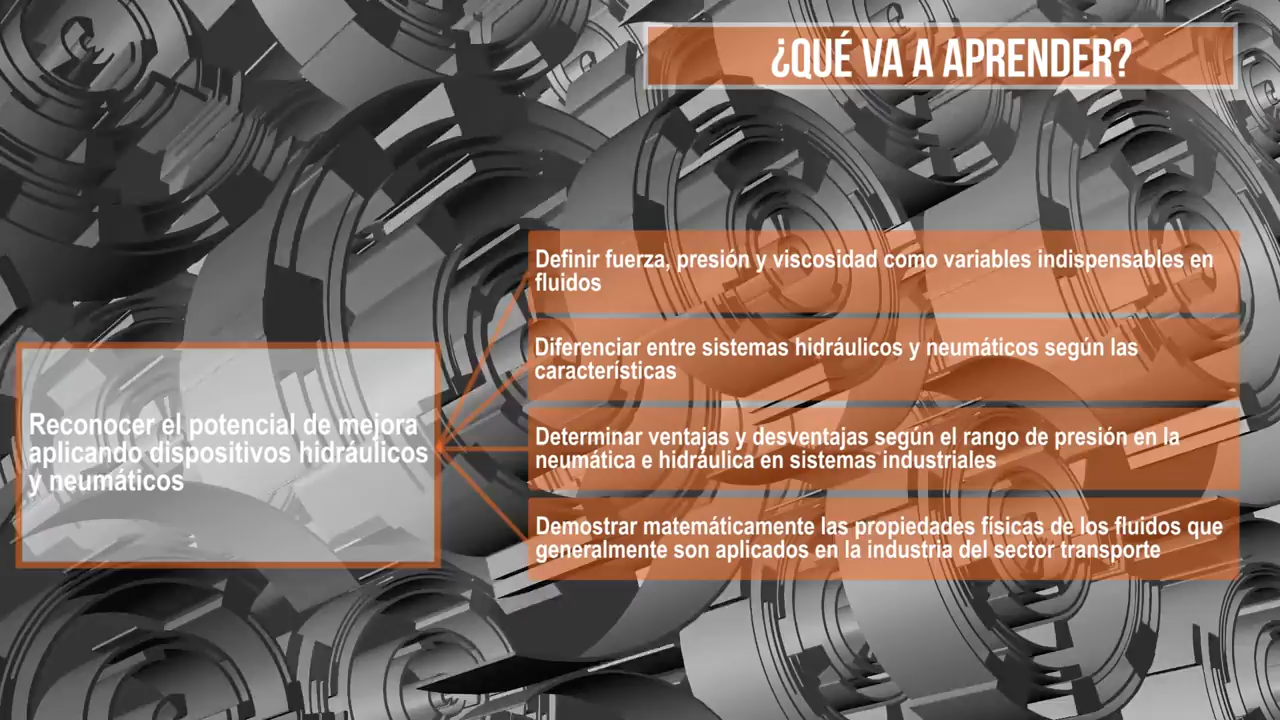 ¿QUÉ VA A APRENDER?
Reconocer el potencial de mejora
aplicando dispositivos hidráulicos
y neumáticos
Definir fuerza, presión y viscosidad como variables indispensables en
fluidos
Diferenciar entre sistemas hidráulicos y neumáticos según las
características
Determinar ventajas y desventajas según el rango de presión en la
neumática e hidráulica en sistemas industriales
Demostrar matemáticamente las propiedades físicas de los fluidos que
generalmente son aplicados en la industria del sector transporte